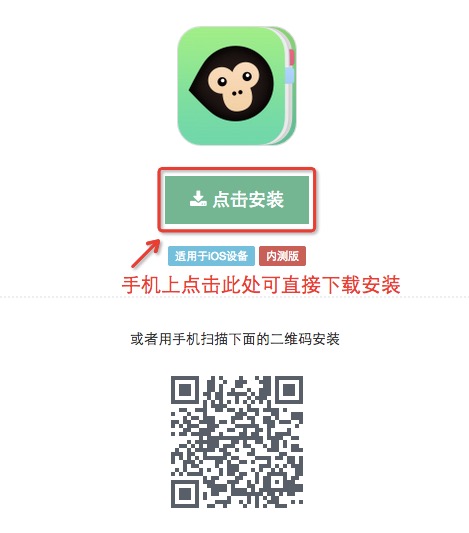 点击安装
适用于iOS设备 内测版
手机上点击此处可直接下载安装
或者用手机扫描下面的二维码安装